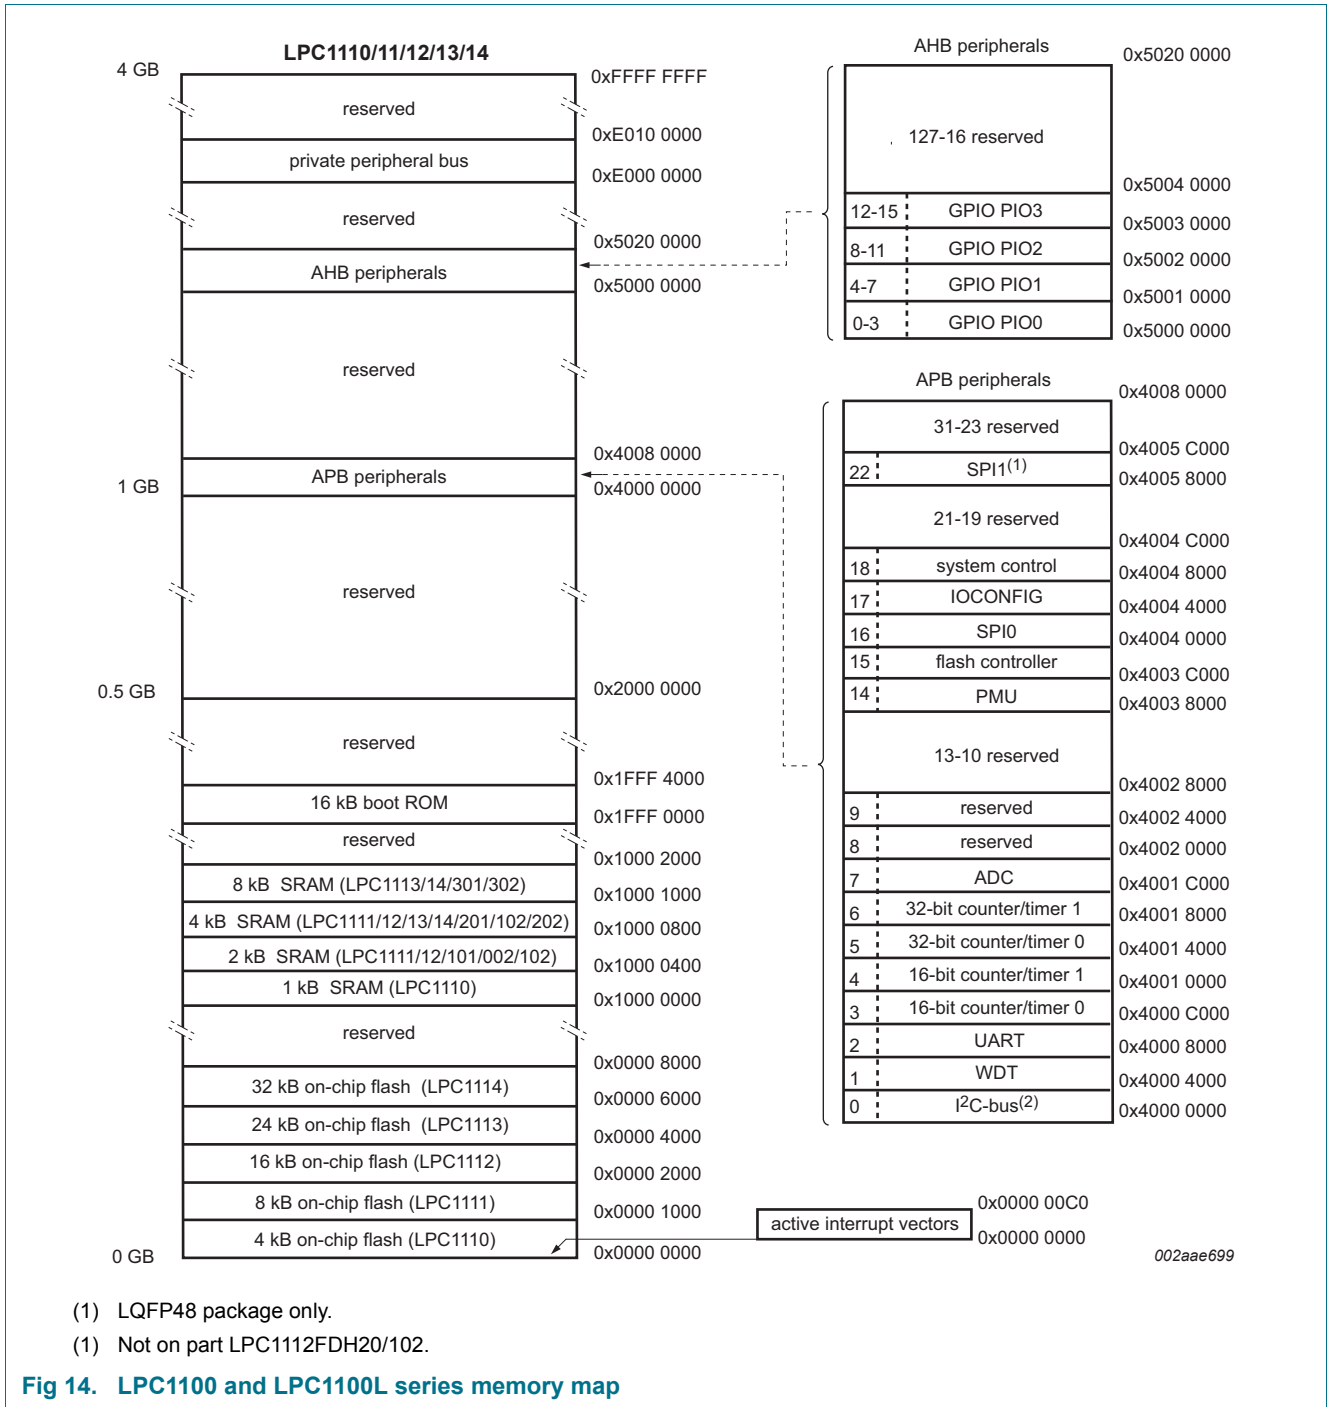 LPC1110/11/12/13/14
4 GB
0xFFFF FFFF
reserved
0xE010 0000
private peripheral bus
0xE000 0000
reserved
0x5020 0000
AHB peripherals
0x5000 0000
reserved
0x4008 0000
APB peripherals
1 GB
0x4000 0000
reserved
0.5 GB
0x2000 0000
reserved
0x1FFF 4000
16 kB boot ROM
0x1FFF 0000
reserved
0x1000 2000
8 kB SRAM (LPC1113/14/301/302)
0x1000 1000
4 kB SRAM (LPC1111/12/13/14/201/102/202)
0x1000 0800
2 kB SRAM (LPC1111/12/101/002/102)
0x1000 0400
1 kB SRAM (LPC1110)
0x1000 0000
reserved
0x0000 8000
32 kB on-chip flash (LPC1114)
0x0000 6000
24 kB on-chip flash (LPC1113)
0x0000 4000
16 kB on-chip flash (LPC1112)
0x0000 2000
8 kB on-chip flash (LPC1111)
0x0000 1000
4 kB on-chip flash (LPC1110)
0 GB
0x0000 0000
AHB peripherals
0x5020 0000
127-16 reserved
0x5004 0000
12-15 GPIO PIO3
0x5003 0000
8-11 GPIO PIO2
0x5002 0000
4-7 GPIO PIO1
0x5001 0000
0-3 GPIO PIO0
0x5000 0000
APB peripherals
0x4008 0000
31-23 reserved
0x4005 C000
22 SPI1(1)
0x4005 8000
21-19 reserved
0x4004 C000
18 system control
0x4004 8000
17 IOCONFIG
0x4004 4000
16 SPI0
0x4004 0000
15 flash controller
0x4003 C000
14 PMU
0x4003 8000
13-10 reserved
0x4002 8000
9 reserved
0x4002 4000
8 reserved
0x4002 0000
7 ADC
0x4001 C000
6 32-bit counter/timer 1
0x4001 8000
5 32-bit counter/timer 0
0x4001 4000
4 16-bit counter/timer 1
0x4001 0000
3 16-bit counter/timer 0
0x4000 C000
2 UART
0x4000 8000
1 WDT
0x4000 4000
0 I2C-bus(2)
0x4000 0000
0x0000 00C0
active interrupt vectors
0x0000 0000
002aae699
(1) LQFP48 package only.
(1) Not on part LPC1112FDH20/102.
Fig 14. LPC1100 and LPC1100L series memory map